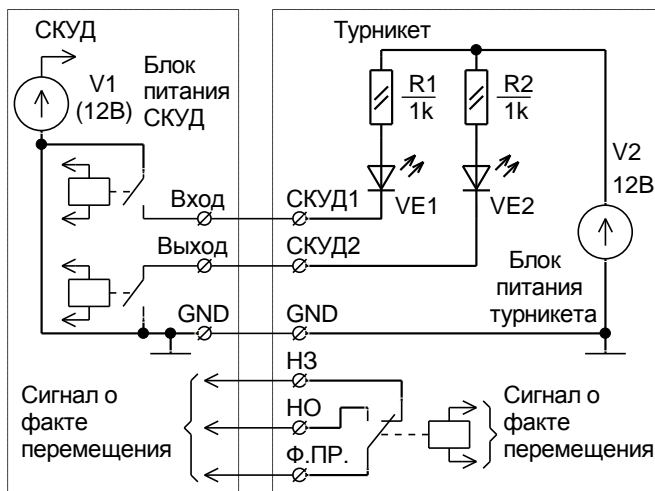 СКУД
V1
(12В)
Блок
питания
СКУД
Вход
Выход
GND
Сигнал о
факте
перемещения
Турникет
R1
1k
R2
1k
VE1
VE2
V2
12В
СКУД1
СКУД2
GND
Блок
питания
турникета
НЗ
НО
Ф.ПР.
Сигнал о
факте
перемещения